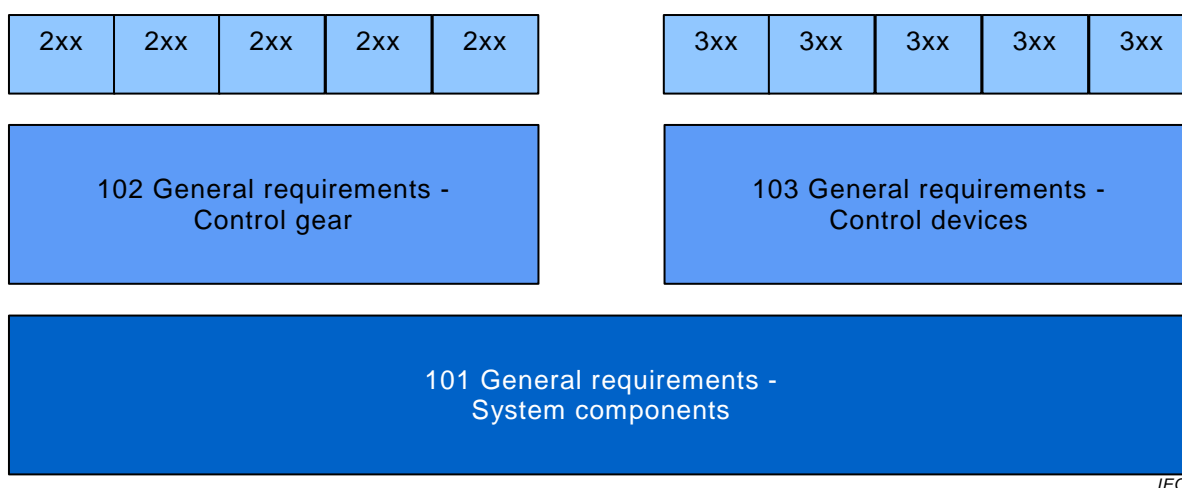 2xx 2xx 2xx 2xx 2xx 3xx 3xx 3xx 3xx 3xx
102 General requirements -
Control gear
103 General requirements -
Control devices
101 General requirements -
System components
IEC